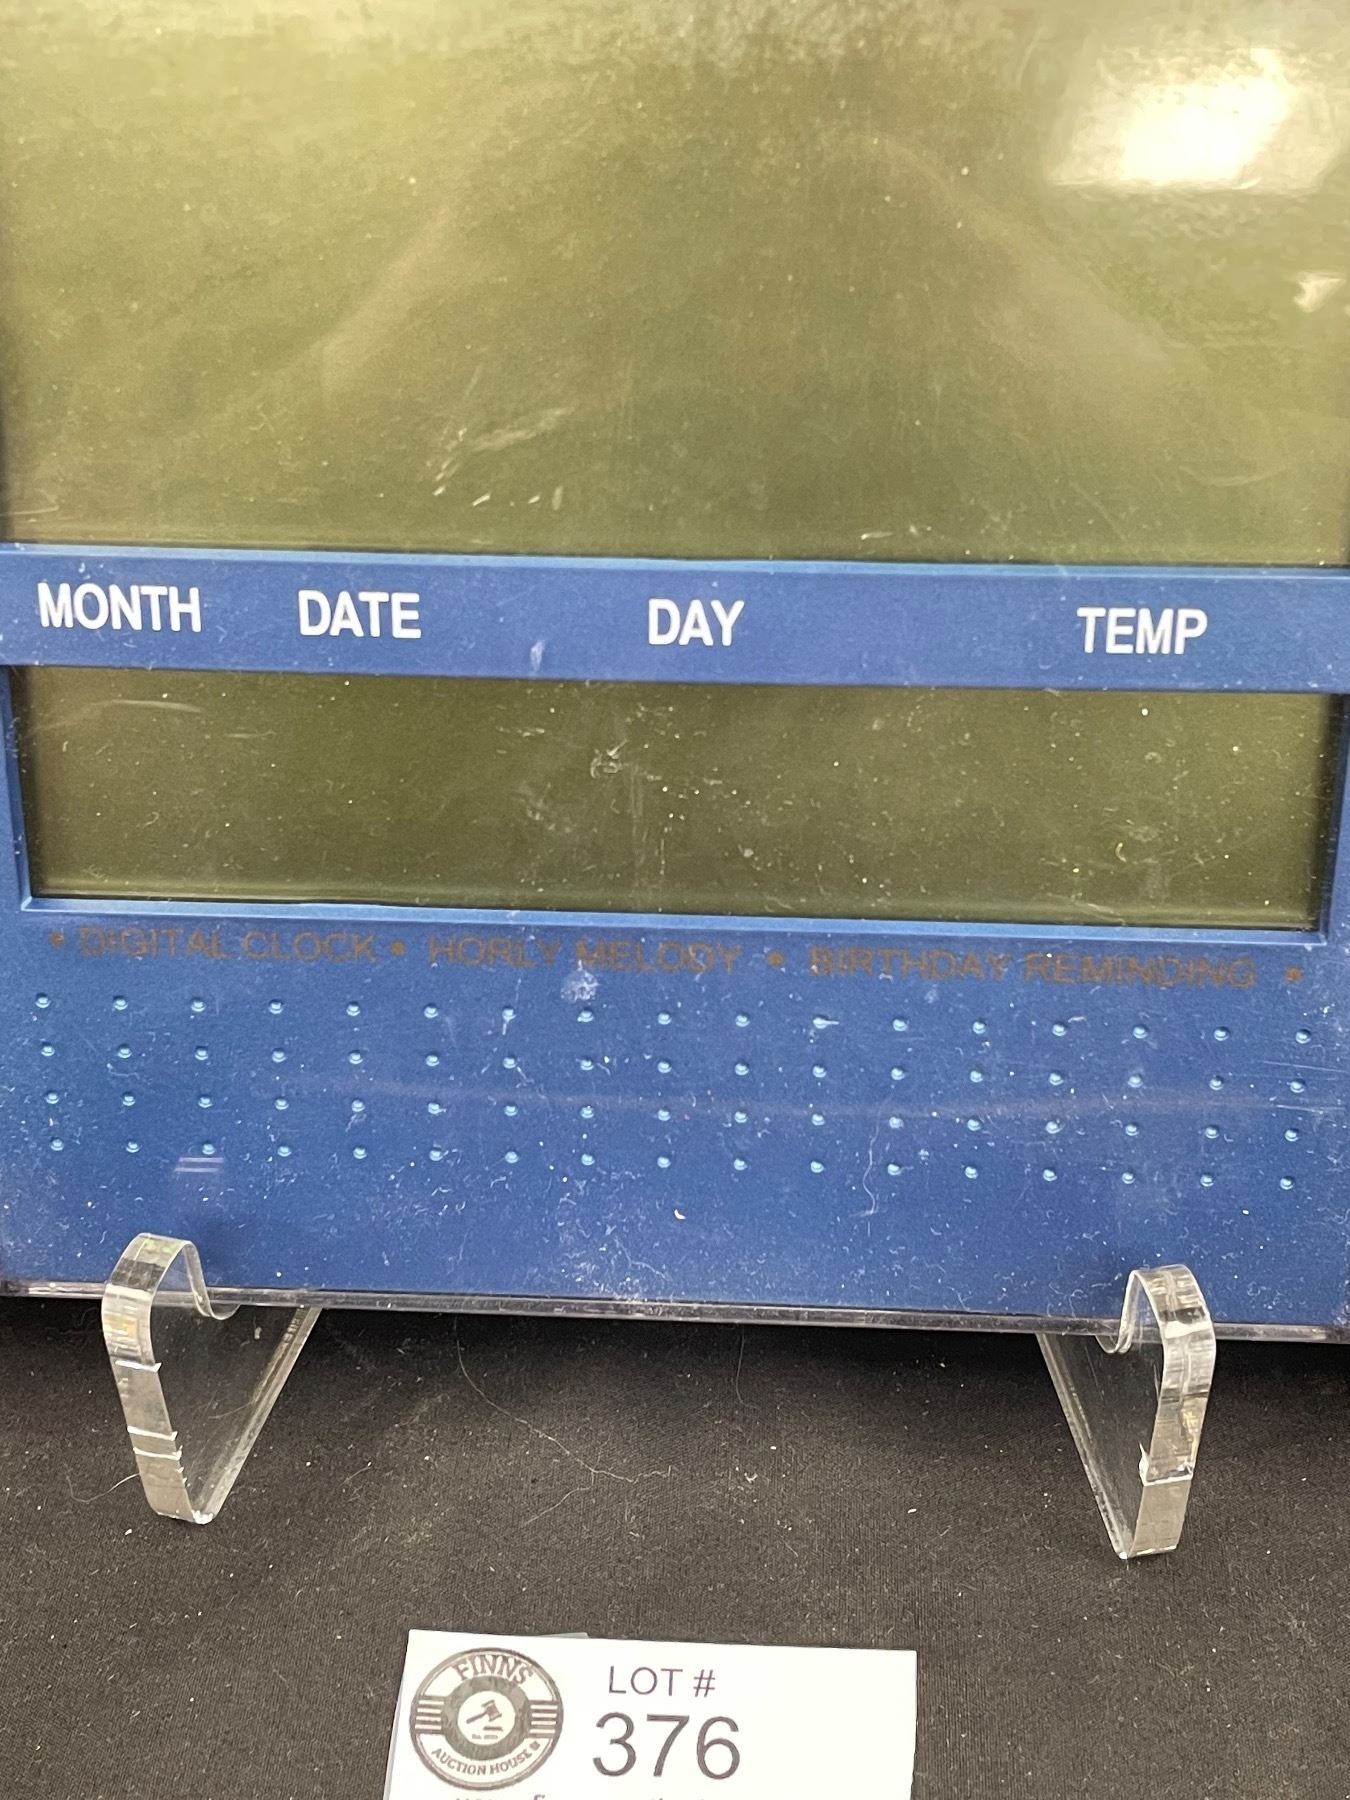 MONTH DATE DAY TEMP
• DIGITAL CLOCK • HORLY MELODY • BIRTHDAY REMINDING •
FINNS
AUCTION HOUSE
LOT #
376